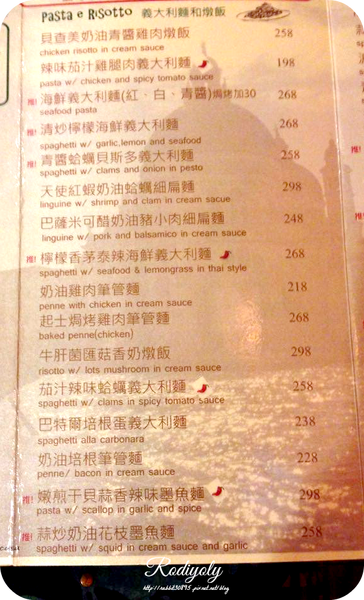 Pasta e Risotto 義大利麵和燉飯
貝查美奶油青醬雞肉燉飯 258
chicken risotto in cream sauce
辣味茄汁雞腿肉義大利麵 198
pasta w/ chicken and spicy tomato sauce
推! 海鮮義大利麵(紅、白、青醬)焗烤加30 268
seafood pasta
推! 清炒檸檬海鮮義大利麵 268
spaghetti w/ garlic,lemon and seafood
推! 青醬蛤蠣貝斯多義大利麵 258
spaghetti w/ clams and onion in pesto
天使紅蝦奶油蛤蠣細扁麵 298
linguine w/ shrimp and clam in cream sacue
巴薩米可醋奶油豬小肉細扁麵 248
linguine w/ pork and balsamico in cream sauce
推! 檸檬香茅泰辣海鮮義大利麵 268
spaghetti w/ seafood & lemongrass in thai style
奶油雞肉筆管麵 218
penne with chicken in cream sauce
起士焗烤雞肉筆管麵 268
baked penne(chicken)
牛肝菌匯菇香奶燉飯 298
risotto w/ lots mushroom in cream sauce
茄汁辣味蛤蠣義大利麵 258
spaghetti w/ clams in spicy tomato sauce
巴特爾培根蛋義大利麵 238
spaghetti alla carbonara
奶油培根筆管麵 228
penne/ bacon in cream sauce
推! 嫩煎干貝蒜香辣味墨魚麵 298
pasta w/ scallop in garlic and spice
推! 蒜炒奶油花枝墨魚麵 258
spaghetti w/ squid in cream sauce and garlic
Kodiyoly
http://rabbit30895.pixnet.net/blog